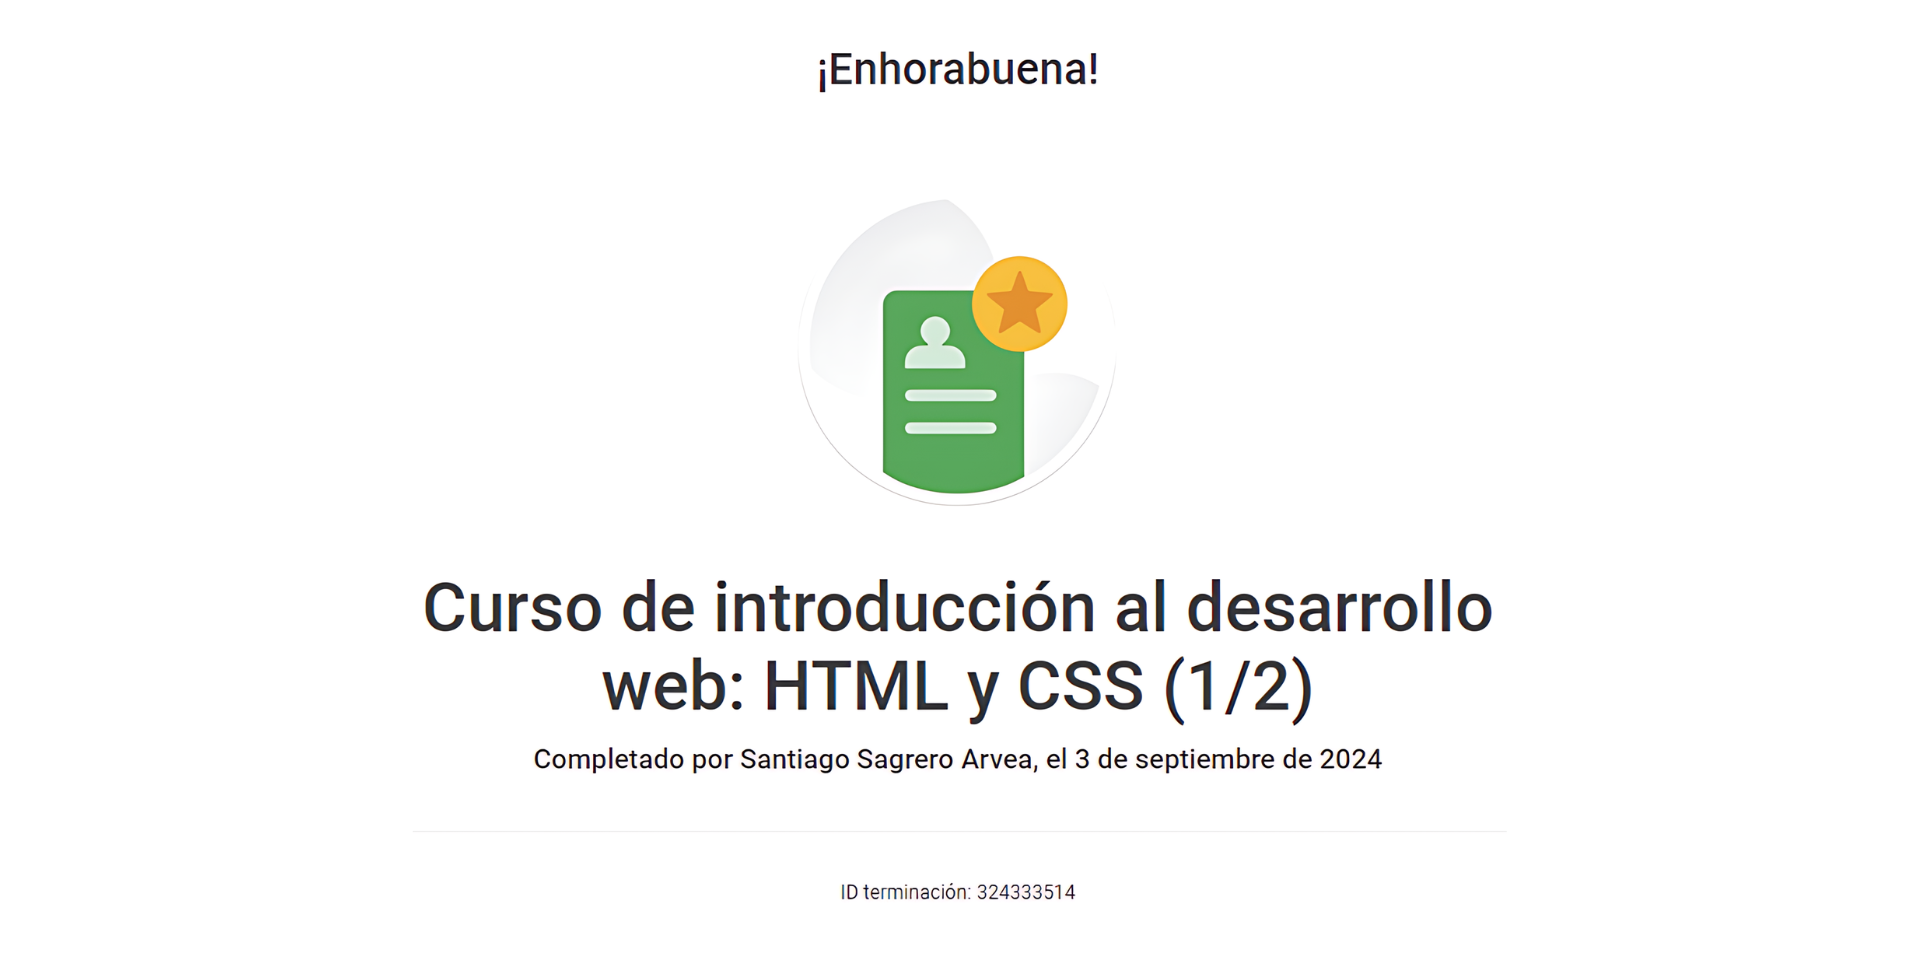 ¡Enhorabuena!
Curso de introducción al desarrollo
web: HTML y CSS (1/2)
Completado por Santiago Sagrero Arvea, el 3 de septiembre de 2024
ID terminación: 324333514